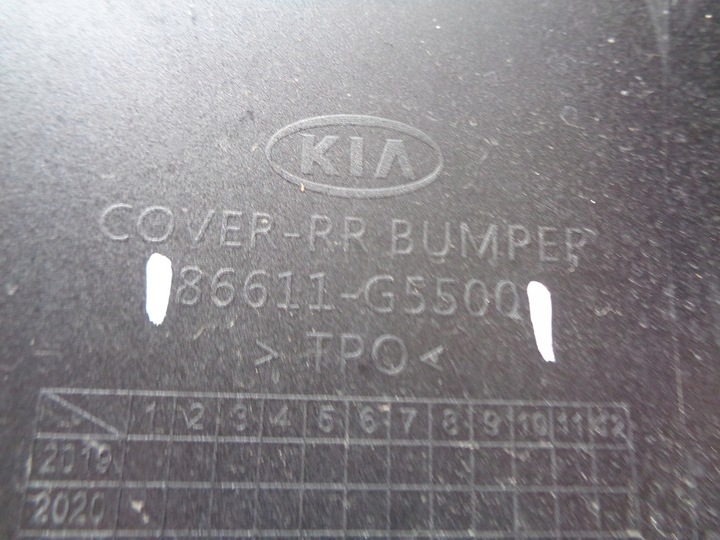 KIA
COVER-RR BUMPER
86611-G5500
> TPO <
1 2 3 4 5 6 7 8 9 10 11 12
2019
2020